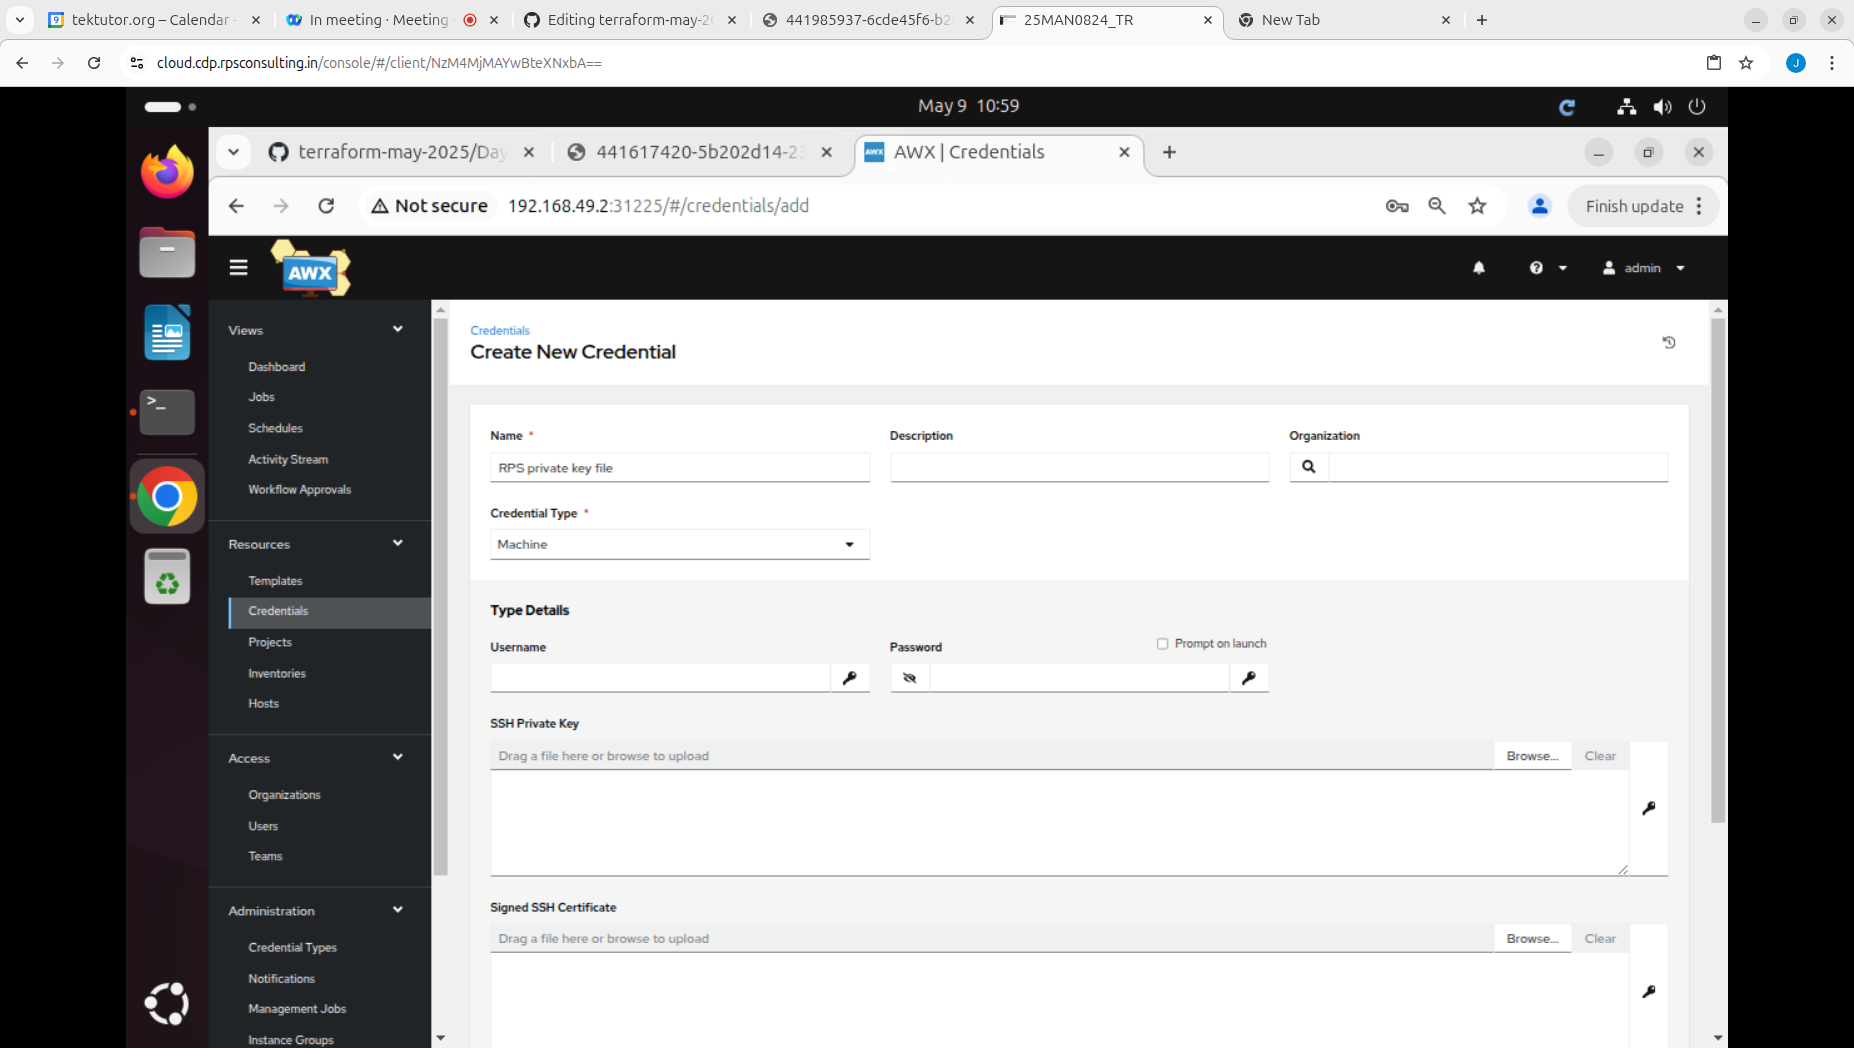 tektutor.org – Calendar
In meeting · Meeting
Editing terraform-may-20
441985937-6cde45f6-b2
25MAN0824_TR
New Tab
cloud.cdp.rpsconsulting.in/console/#/client/NzM4MjMAYwBteXNxbA==
J
May 9 10:59
terraform-may-2025/Day
441617420-5b202d14-23
AWX | Credentials
Not secure
192.168.49.2:31225/#/credentials/add
Finish update
AWX
admin
Views
Dashboard
Jobs
Schedules
Activity Stream
Workflow Approvals
Resources
Templates
Credentials
Projects
Inventories
Hosts
Access
Organizations
Users
Teams
Administration
Credential Types
Notifications
Management Jobs
Instance Groups
Credentials
Create New Credential
Name *
Description
Organization
RPS private key file
Credential Type *
Machine
Type Details
Username
Password
Prompt on launch
SSH Private Key
Drag a file here or browse to upload
Browse...
Clear
Signed SSH Certificate
Drag a file here or browse to upload
Browse...
Clear